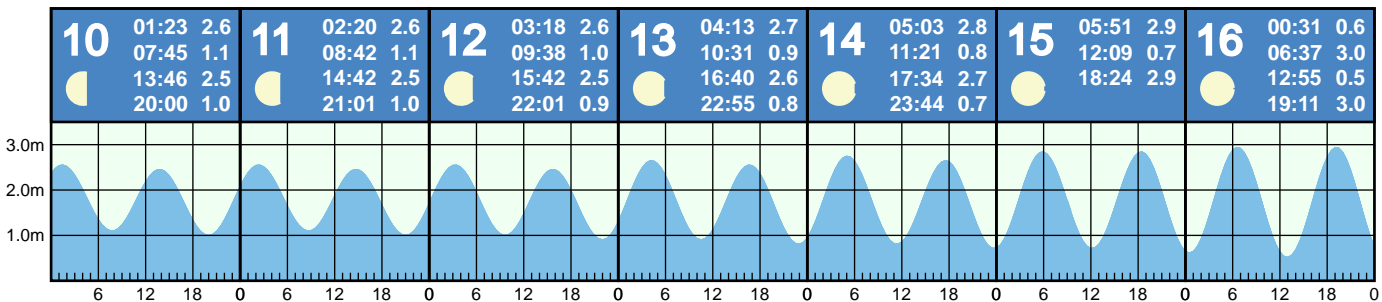 10 01:23 2.6 11 02:20 2.6 12 03:18 2.6 13 04:13 2.7 14 05:03 2.8 15 05:51 2.9 16 00:31 0.6
07:45 1.1 08:42 1.1 09:38 1.0 10:31 0.9 11:21 0.8 12:09 0.7 06:37 3.0
13:46 2.5 14:42 2.5 15:42 2.5 16:40 2.6 17:34 2.7 18:24 2.9 12:55 0.5
20:00 1.0 21:01 1.0 22:01 0.9 22:55 0.8 23:44 0.7 19:11 3.0
3.0m
2.0m
1.0m
6 12 18 0 6 12 18 0 6 12 18 0 6 12 18 0 6 12 18 0 6 12 18 0 6 12 18 0